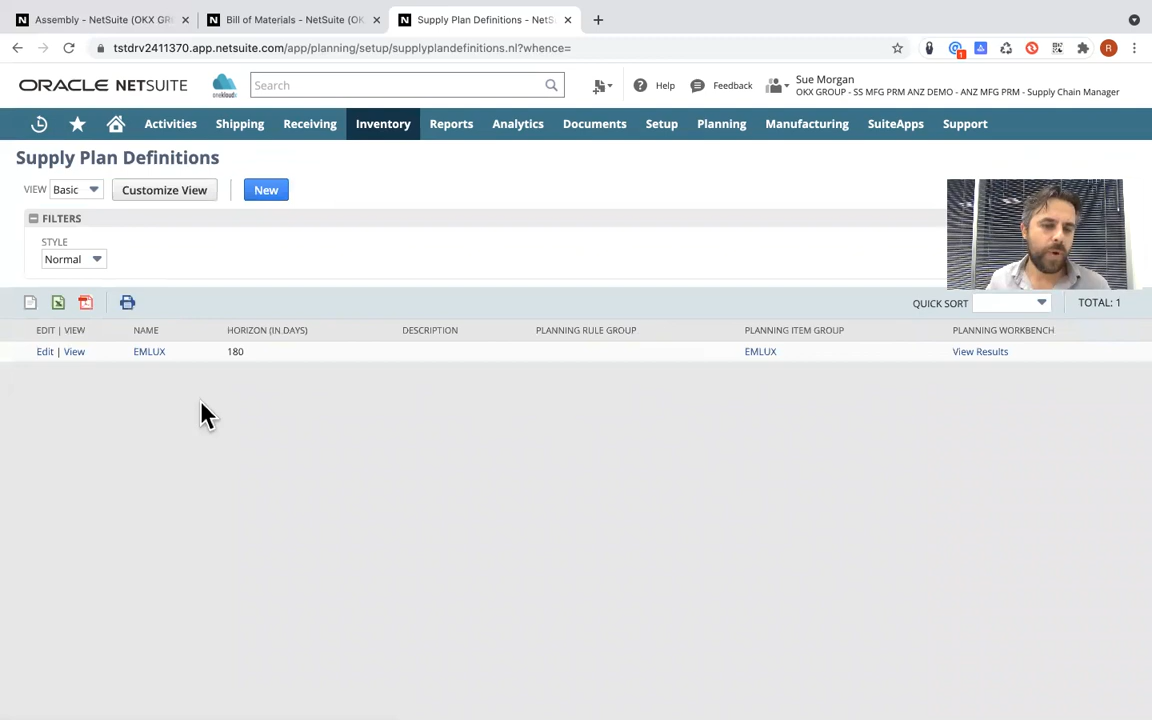 Assembly - NetSuite (OKX GR
Bill of Materials - NetSuite (OK
Supply Plan Definitions - NetS
tstdrv2411370.app.netsuite.com/app/planning/setup/supplyplandefinitions.nl?whence=
1
R
ORACLE NETSUITE
onekloudx
Search
Help
Feedback
Sue Morgan
OKX GROUP - SS MFG PRM ANZ DEMO - ANZ MFG PRM - Supply Chain Manager
Activities Shipping Receiving Inventory Reports Analytics Documents Setup Planning Manufacturing SuiteApps Support
Supply Plan Definitions
VIEW Basic Customize View New
FILTERS
STYLE
Normal
QUICK SORT TOTAL: 1
EDIT | VIEW NAME HORIZON (IN DAYS) DESCRIPTION PLANNING RULE GROUP PLANNING ITEM GROUP PLANNING WORKBENCH
Edit | View EMLUX 180 EMLUX View Results